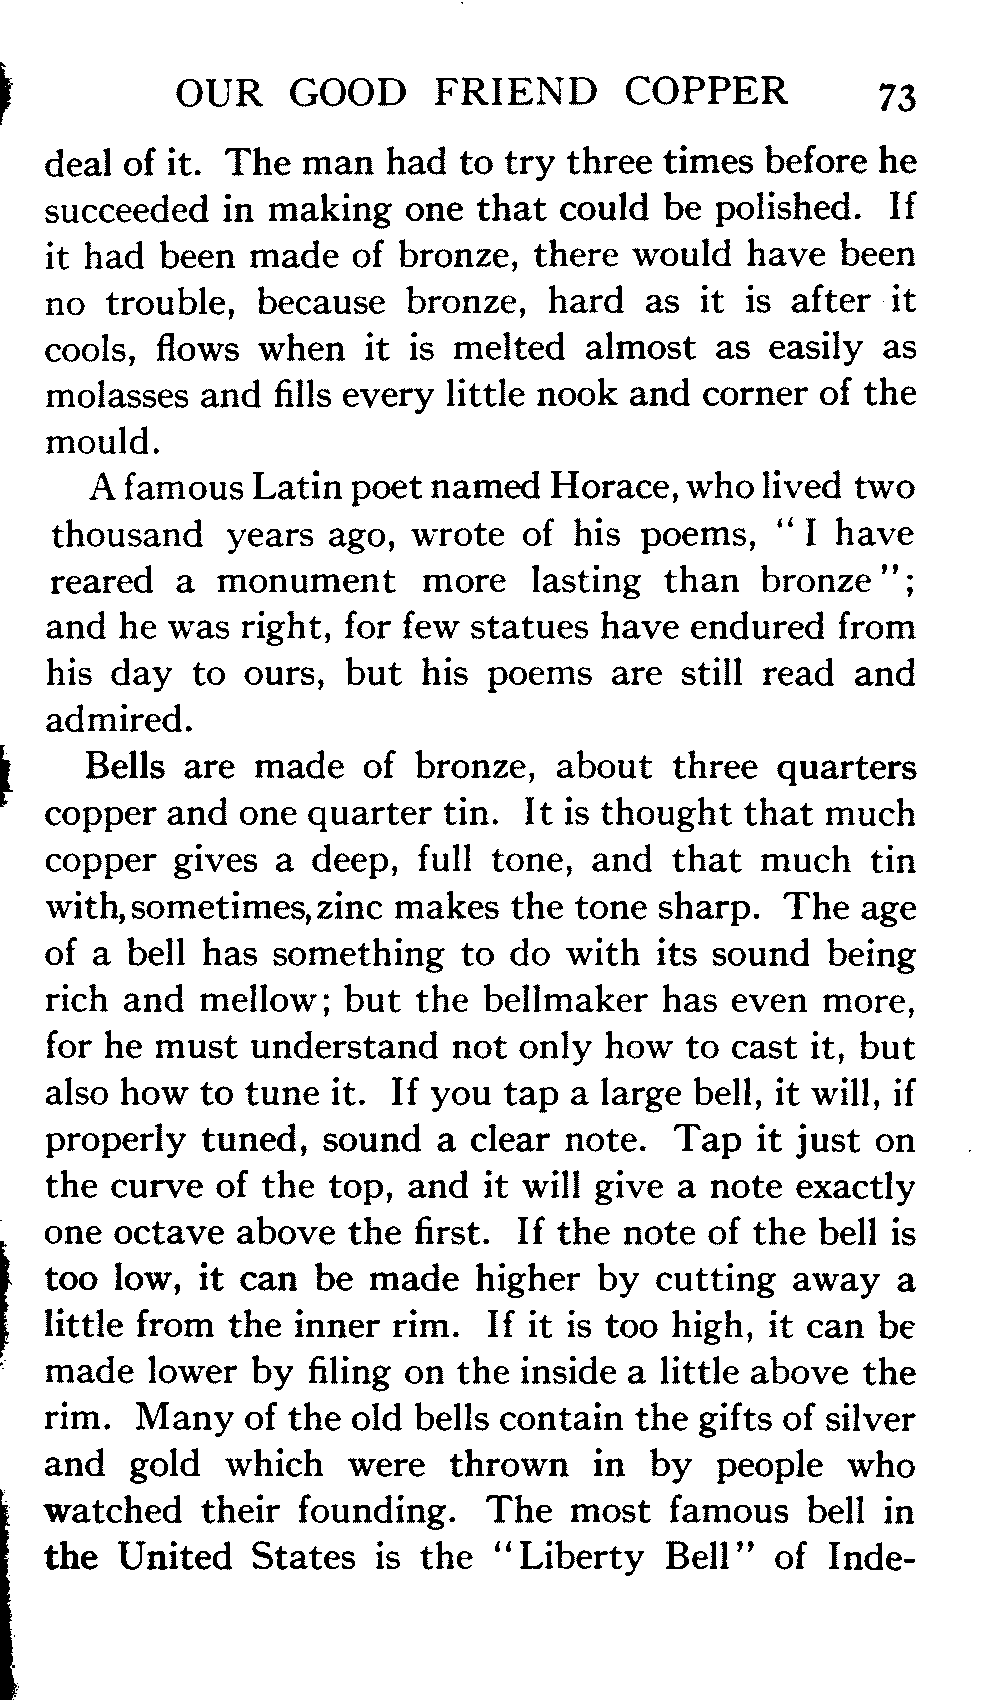 OUR GOOD FRIEND COPPER 73
deal of it. The man had to try three times before he
succeeded in making one that could be polished. If
it had been made of bronze, there would have been
no trouble, because bronze, hard as it is after it
cools, flows when it is melted almost as easily as
molasses and fills every little nook and corner of the
mould.
A famous Latin poet named Horace, who lived two
thousand years ago, wrote of his poems, "I have
reared a monument more lasting than bronze";
and he was right, for few statues have endured from
his day to ours, but his poems are still read and
admired.
Bells are made of bronze, about three quarters
copper and one quarter tin. It is thought that much
copper gives a deep, full tone, and that much tin
with, sometimes, zinc makes the tone sharp. The age
of a bell has something to do with its sound being
rich and mellow; but the bellmaker has even more,
for he must understand not only how to cast it, but
also how to tune it. If you tap a large bell, it will, if
properly tuned, sound a clear note. Tap it just on
the curve of the top, and it will give a note exactly
one octave above the first. If the note of the bell is
too low, it can be made higher by cutting away a
little from the inner rim. If it is too high, it can be
made lower by filing on the inside a little above the
rim. Many of the old bells contain the gifts of silver
and gold which were thrown in by people who
watched their founding. The most famous bell in
the United States is the "Liberty Bell" of Inde-